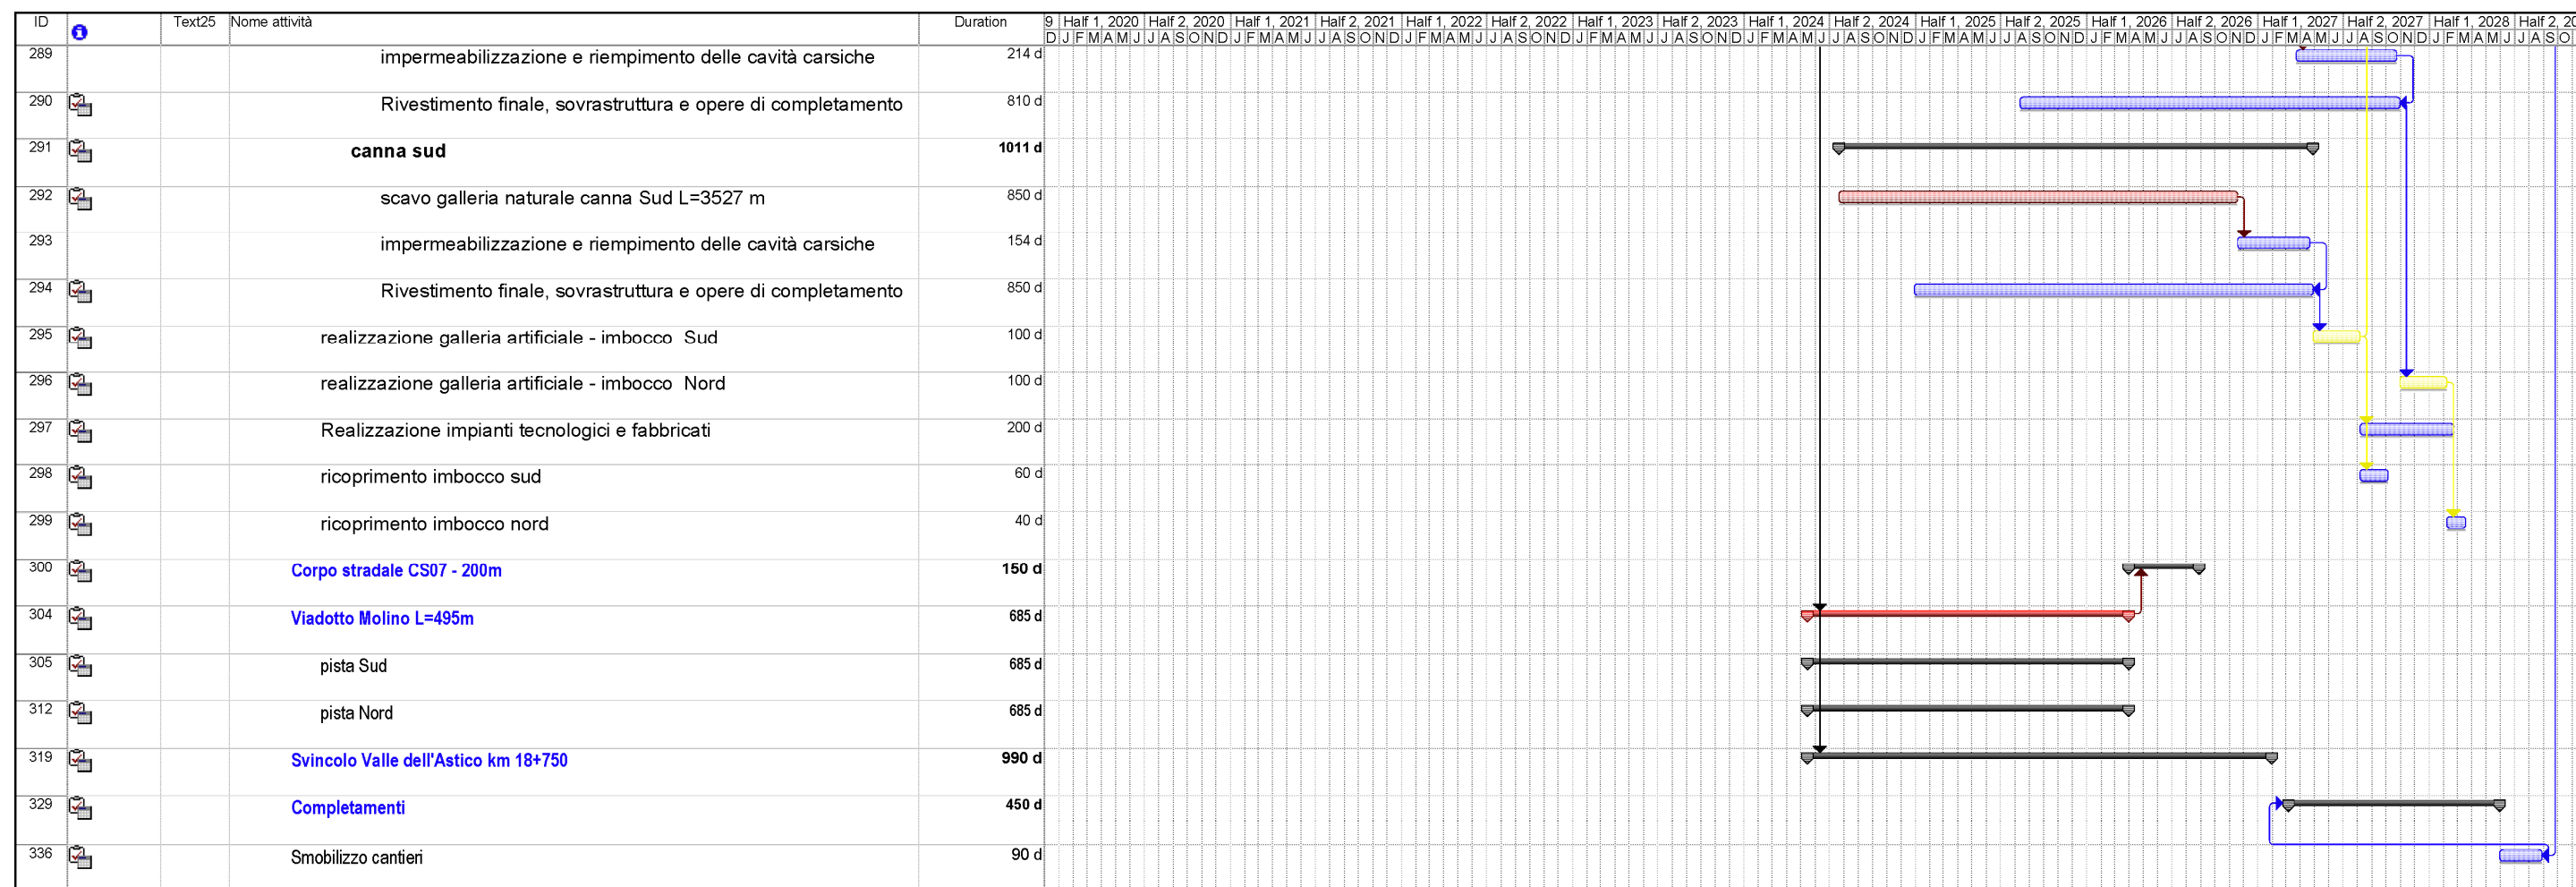 ID Text25 Nome attività Duration 9 Half 1, 2020 Half 2, 2020 Half 1, 2021 Half 2, 2021 Half 1, 2022 Half 2, 2022 Half 1, 2023 Half 2, 2023 Half 1, 2024 Half 2, 2024 Half 1, 2025 Half 2, 2025 Half 1, 2026 Half 2, 2026 Half 1, 2027 Half 2, 2027 Half 1, 2028 Half 2, 20
D J F M A M J J A S O N D J F M A M J J A S O N D J F M A M J J A S O N D J F M A M J J A S O N D J F M A M J J A S O N D J F M A M J J A S O N D J F M A M J J A S O N D J F M A M J J A S O N D J F M A M J J A S O
289 impermeabilizzazione e riempimento delle cavità carsiche 214 d
290 Rivestimento finale, sovrastruttura e opere di completamento 810 d
291 canna sud 1011 d
292 scavo galleria naturale canna Sud L=3527 m 850 d
293 impermeabilizzazione e riempimento delle cavità carsiche 154 d
294 Rivestimento finale, sovrastruttura e opere di completamento 850 d
295 realizzazione galleria artificiale - imbocco Sud 100 d
296 realizzazione galleria artificiale - imbocco Nord 100 d
297 Realizzazione impianti tecnologici e fabbricati 200 d
298 ricoprimento imbocco sud 60 d
299 ricoprimento imbocco nord 40 d
300 Corpo stradale CS07 - 200m 150 d
304 Viadotto Molino L=495m 685 d
305 pista Sud 685 d
312 pista Nord 685 d
319 Svincolo Valle dell'Astico km 18+750 990 d
329 Completamenti 450 d
336 Smobilizzo cantieri 90 d